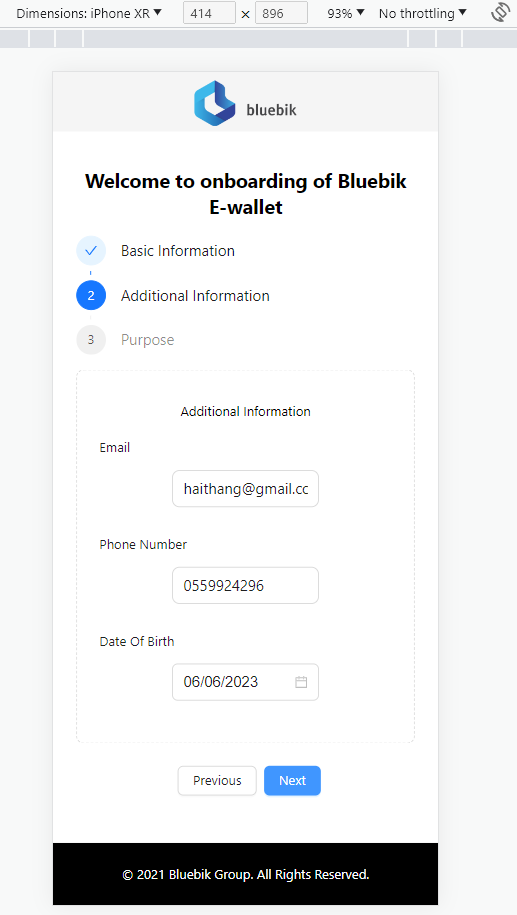 Dimensions: iPhone XR 414 × 896 93% No throttling
bluebik
Welcome to onboarding of Bluebik
E-wallet
Basic Information
2 Additional Information
3 Purpose
Additional Information
Email
haithang@gmail.cc
Phone Number
0559924296
Date Of Birth
06/06/2023
Previous Next
© 2021 Bluebik Group. All Rights Reserved.